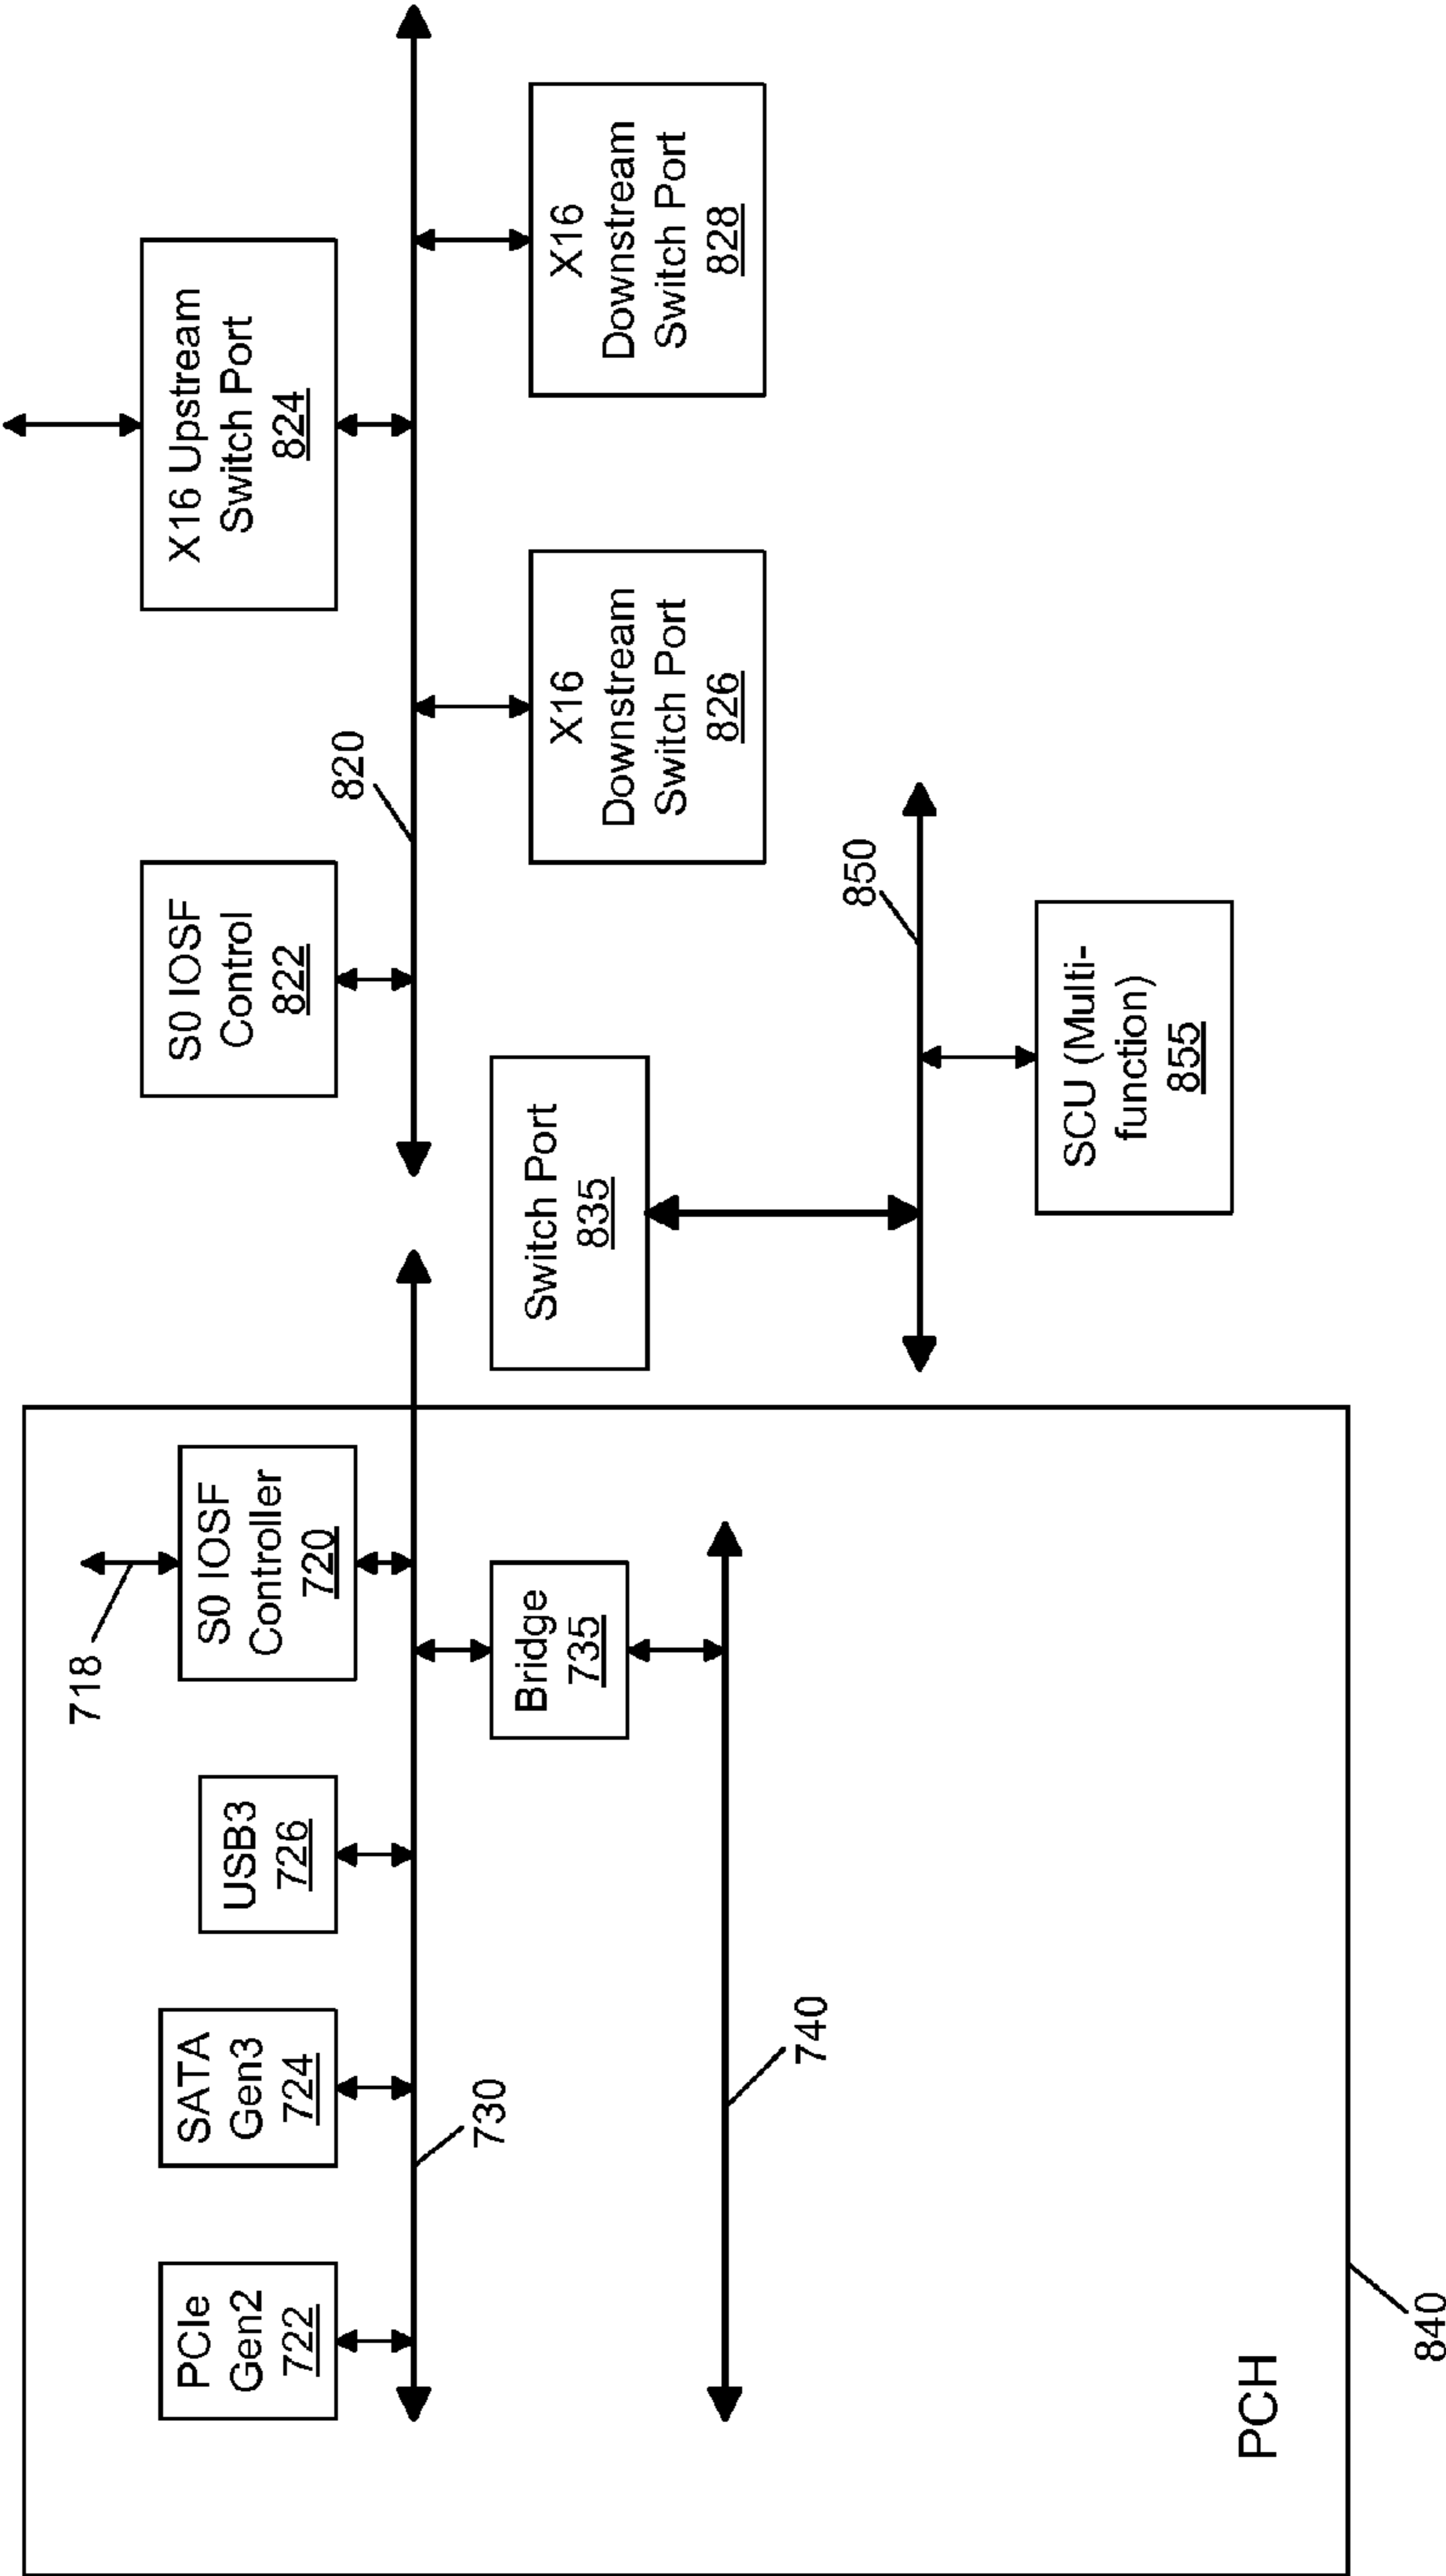 718
PCIe
Gen2
722
SATA
Gen3
724
USB3
726
S0 IOSF
Controller
720
730
Bridge
735
740
PCH
840
S0 IOSF
Control
822
X16 Upstream
Switch Port
824
820
Switch Port
835
X16
Downstream
Switch Port
826
X16
Downstream
Switch Port
828
850
SCU (Multi-
function)
855